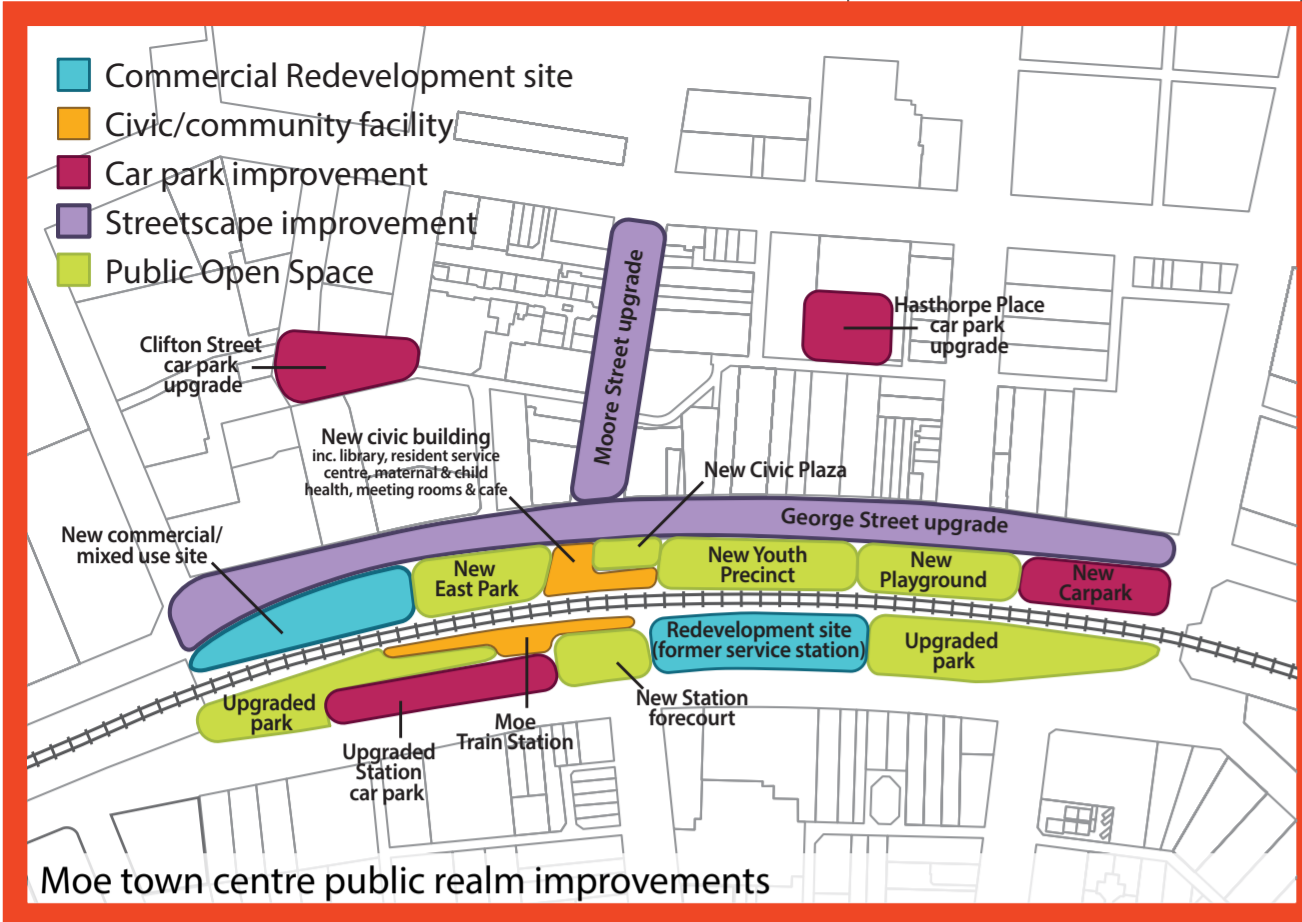 Commercial Redevelopment site
Civic/community facility
Car park improvement
Streetscape improvement
Public Open Space
Clifton Street
car park
upgrade
Moore Street upgrade
Hasthorpe Place
car park
upgrade
New civic building
inc. library, resident service
centre, maternal & child
health, meeting rooms & cafe
New Civic Plaza
New commercial/
mixed use site
George Street upgrade
New
East Park
New Youth
Precinct
New
Playground
New
Carpark
Redevelopment site
(former service station)
Upgraded
park
Upgraded
park
New Station
forecourt
Moe
Train Station
Upgraded
Station
car park
Moe town centre public realm improvements